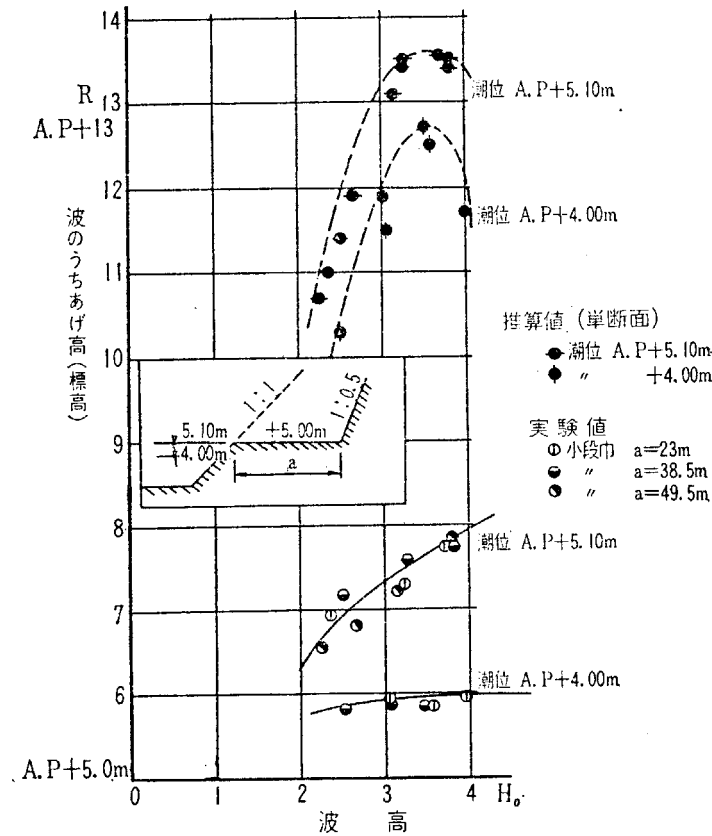 14
R
13
A.P+13
潮位 A.P+5.10m
12
潮位 A.P+4.00m
11
波のうちあげ高(標高)
推算値 (単断面)
潮位 A.P+5.10m
〃 +4.00m
10
1:1
1:0.5
5.10m
+5.00m
4.00m
a
9
実験値
小段巾 a=23m
〃 a=38.5m
〃 a=49.5m
8
潮位 A.P+5.10m
7
潮位 A.P+4.00m
6
A.P+5.0m
0 1 2 3 4 H₀
波高